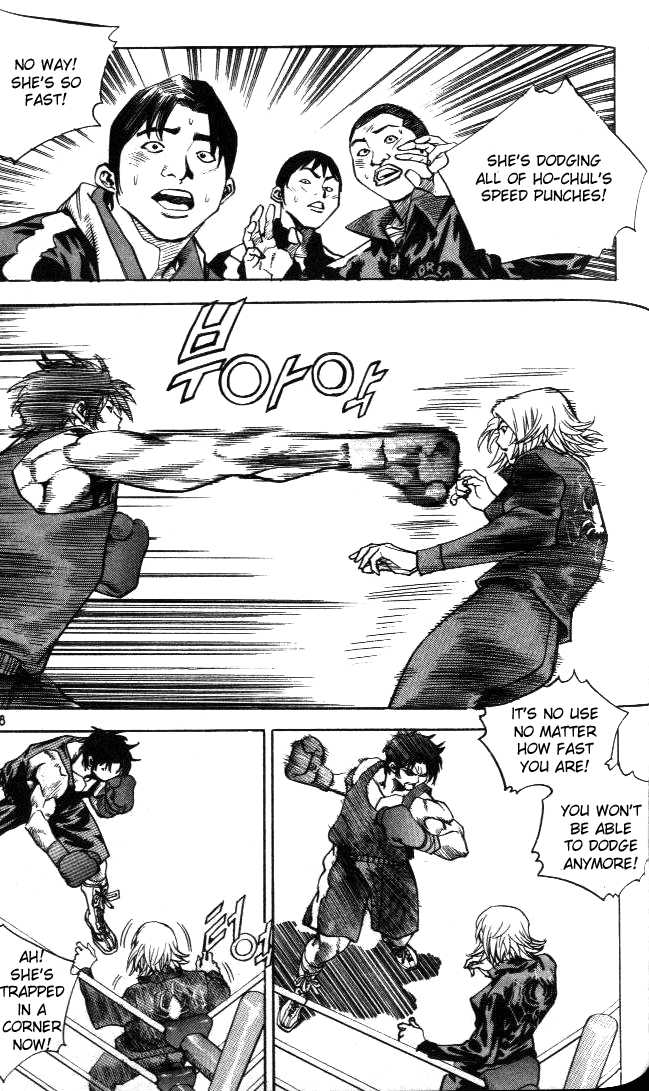 NO WAY!
SHE'S SO
FAST!
SHE'S DODGING
ALL OF HO-CHUL'S
SPEED PUNCHES!
부아아악
8
IT'S NO USE
NO MATTER
HOW FAST
YOU ARE!
YOU WON'T
BE ABLE
TO DODGE
ANYMORE!
AH!
SHE'S
TRAPPED
IN A
CORNER
NOW!